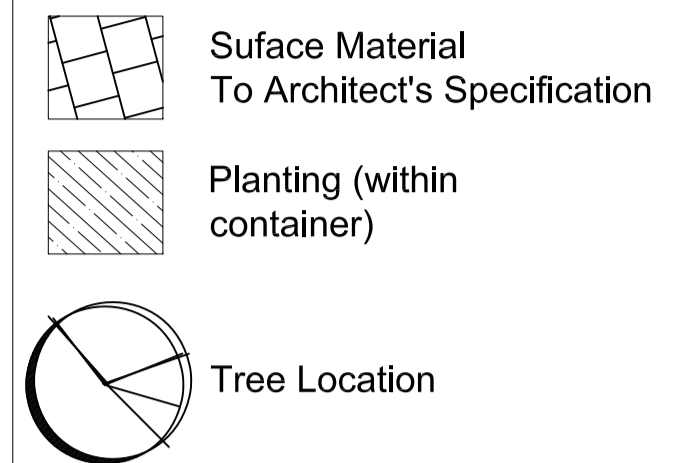 Suface Material
To Architect's Specification
Planting (within
container)
Tree Location